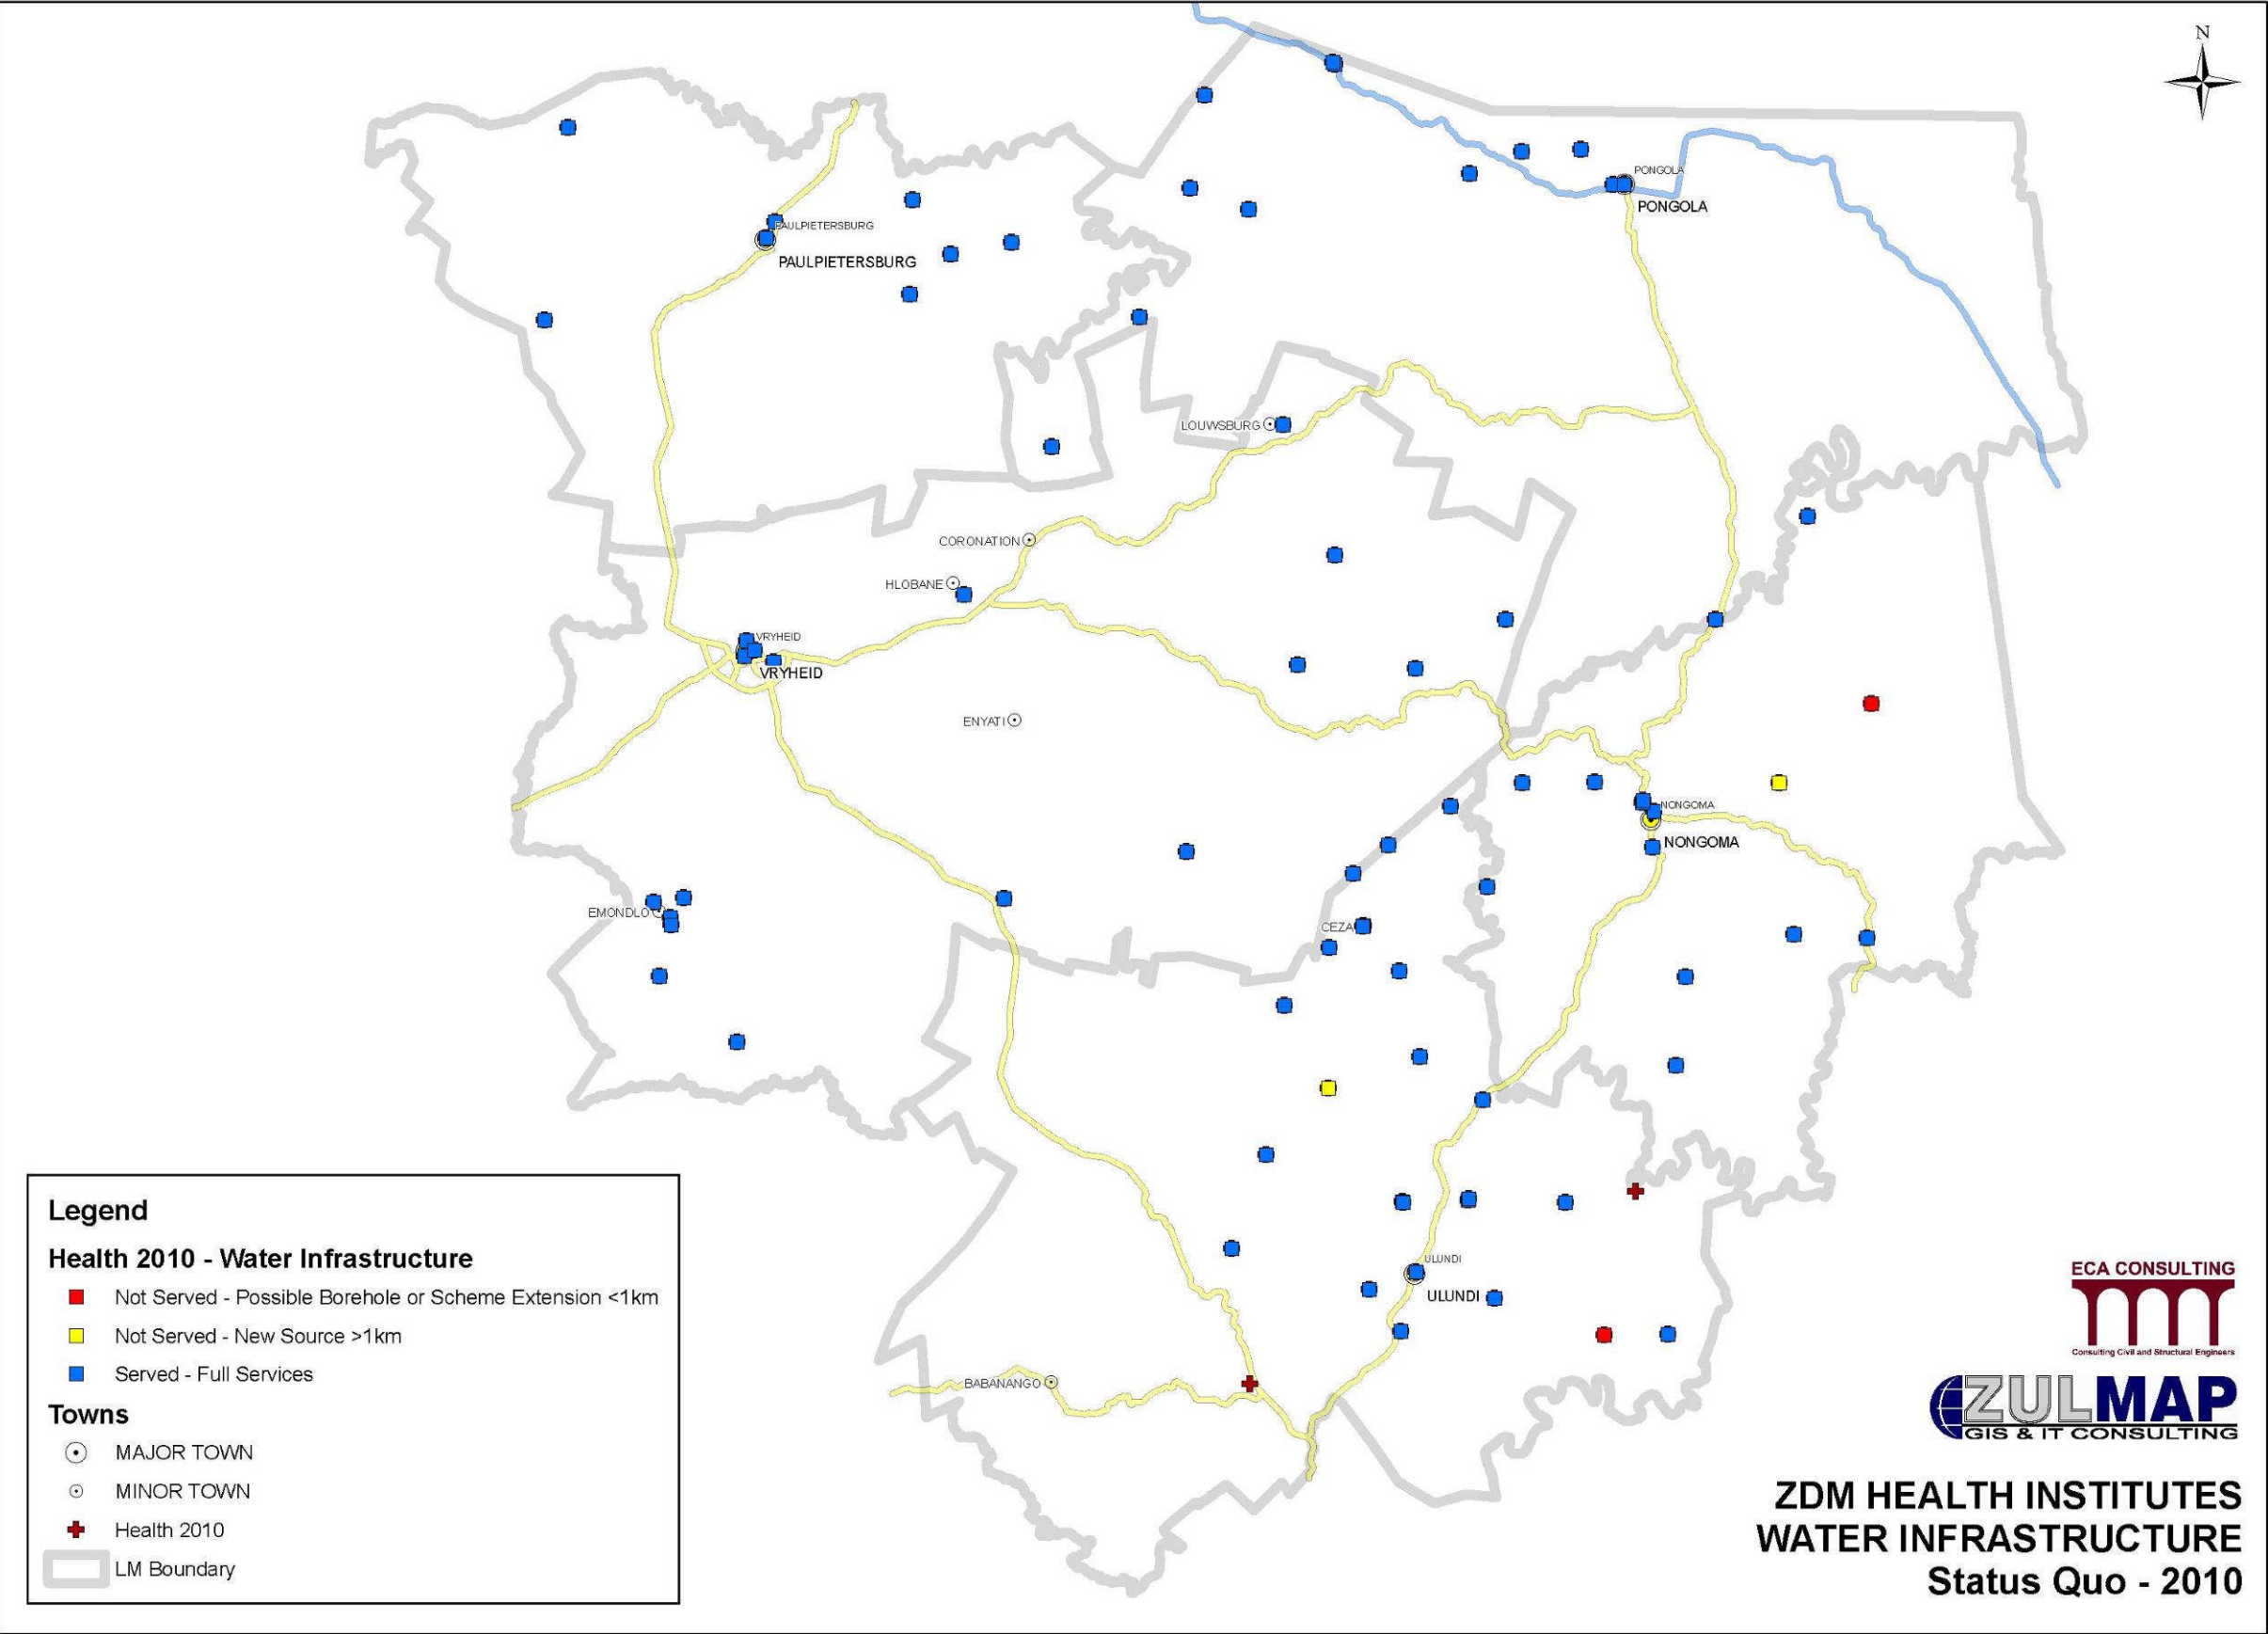 N
PONGOLA
PONGOLA
PAULPIETERSBURG
PAULPIETERSBURG
LOUWSBURG
CORONATION
HLOBANE
VRYHEID
VRYHEID
ENYATI
NONGOMA
NONGOMA
EMONDLO
CEZA
ULUNDI
ULUNDI
BABANANGO
Legend
Health 2010 - Water Infrastructure
Not Served - Possible Borehole or Scheme Extension <1km
Not Served - New Source >1km
Served - Full Services
Towns
MAJOR TOWN
MINOR TOWN
Health 2010
LM Boundary
ECA CONSULTING
Consulting Civil and Structural Engineers
ZULMAP
GIS & IT CONSULTING
ZDM HEALTH INSTITUTES
WATER INFRASTRUCTURE
Status Quo - 2010